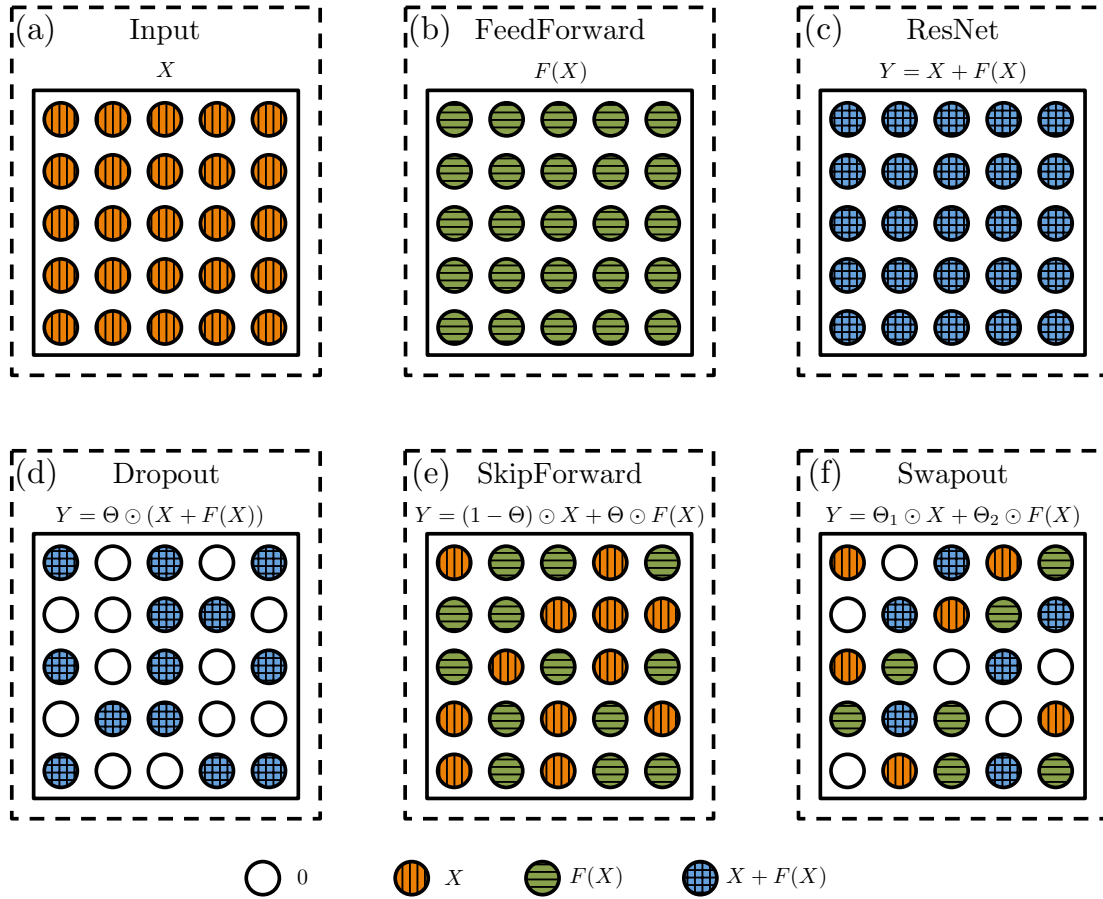 (a) Input
X
(b) FeedForward
F(X)
(c) ResNet
Y = X + F(X)
(d) Dropout
Y = Θ ⊙ (X + F(X))
(e) SkipForward
Y = (1 − Θ) ⊙ X + Θ ⊙ F(X)
(f) Swapout
Y = Θ₁ ⊙ X + Θ₂ ⊙ F(X)
0 X F(X) X + F(X)